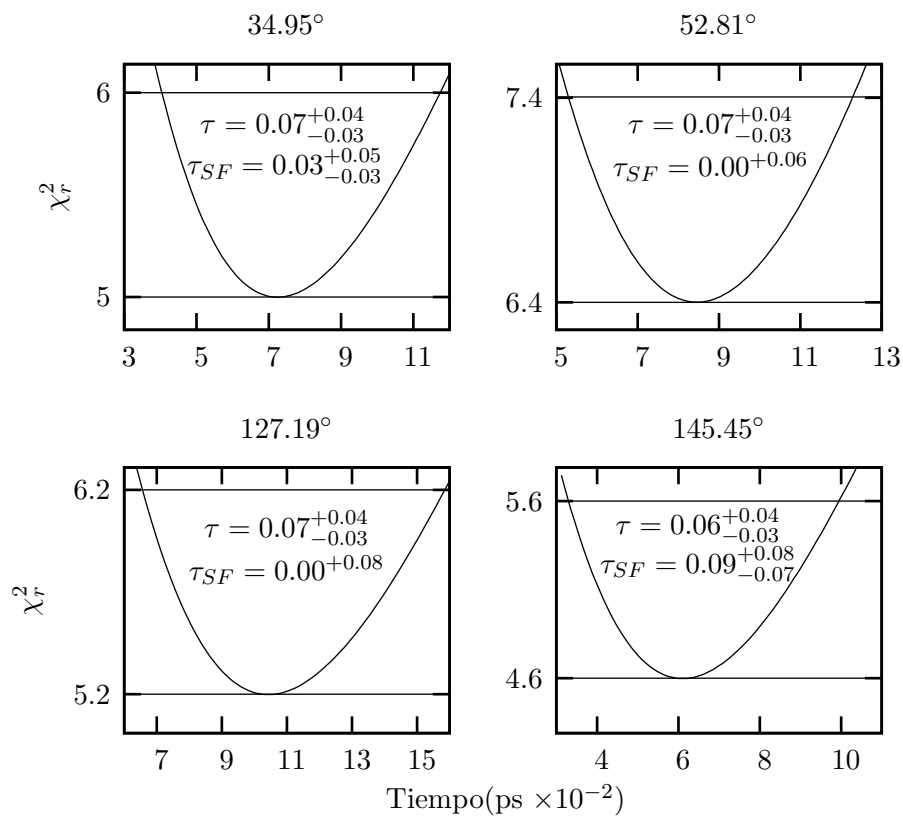 34.95°
52.81°
6
τ = 0.07^{+0.04}_{-0.03}
τ_{SF} = 0.03^{+0.05}_{-0.03}
5
χ_r^2
3 5 7 9 11
7.4
τ = 0.07^{+0.04}_{-0.03}
τ_{SF} = 0.00^{+0.06}
6.4
5 7 9 11 13
127.19°
145.45°
6.2
τ = 0.07^{+0.04}_{-0.03}
τ_{SF} = 0.00^{+0.08}
5.2
χ_r^2
7 9 11 13 15
5.6
τ = 0.06^{+0.04}_{-0.03}
τ_{SF} = 0.09^{+0.08}_{-0.07}
4.6
4 6 8 10
Tiempo(ps ×10^{-2})